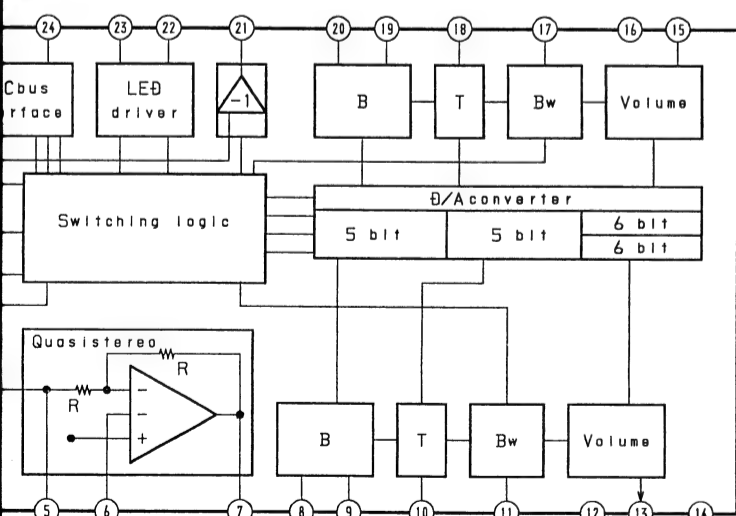 24 23 22 21 20 19 18 17 16 15
Cbus
rface
LED
driver
-1
B
T
Bw
Volume
D/A converter
Switching logic
5 bit
5 bit
6 bit
6 bit
Quasistereo
R
R
−
−
+
B
T
Bw
Volume
5 6 7 8 9 10 11 12 13 14